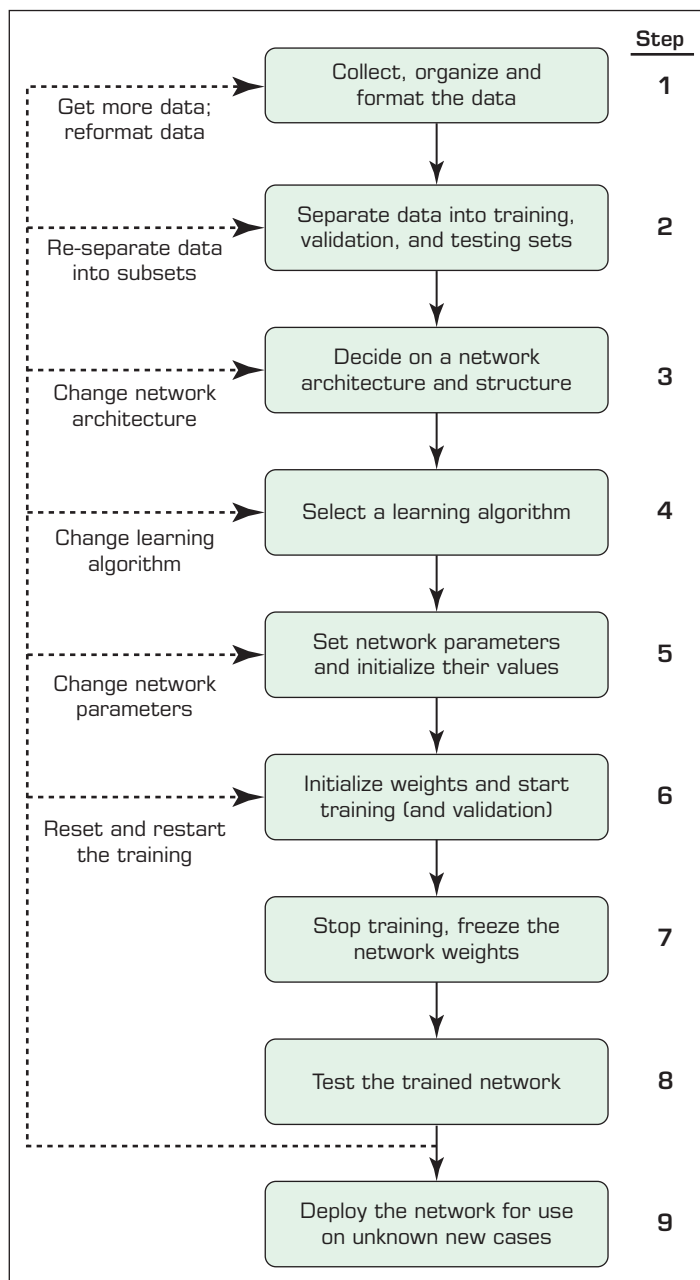 Step
Collect, organize and
format the data
1
Get more data;
reformat data
Separate data into training,
validation, and testing sets
2
Re-separate data
into subsets
Decide on a network
architecture and structure
3
Change network
architecture
Select a learning algorithm
4
Change learning
algorithm
Set network parameters
and initialize their values
5
Change network
parameters
Initialize weights and start
training (and validation)
6
Reset and restart
the training
Stop training, freeze the
network weights
7
Test the trained network
8
Deploy the network for use
on unknown new cases
9